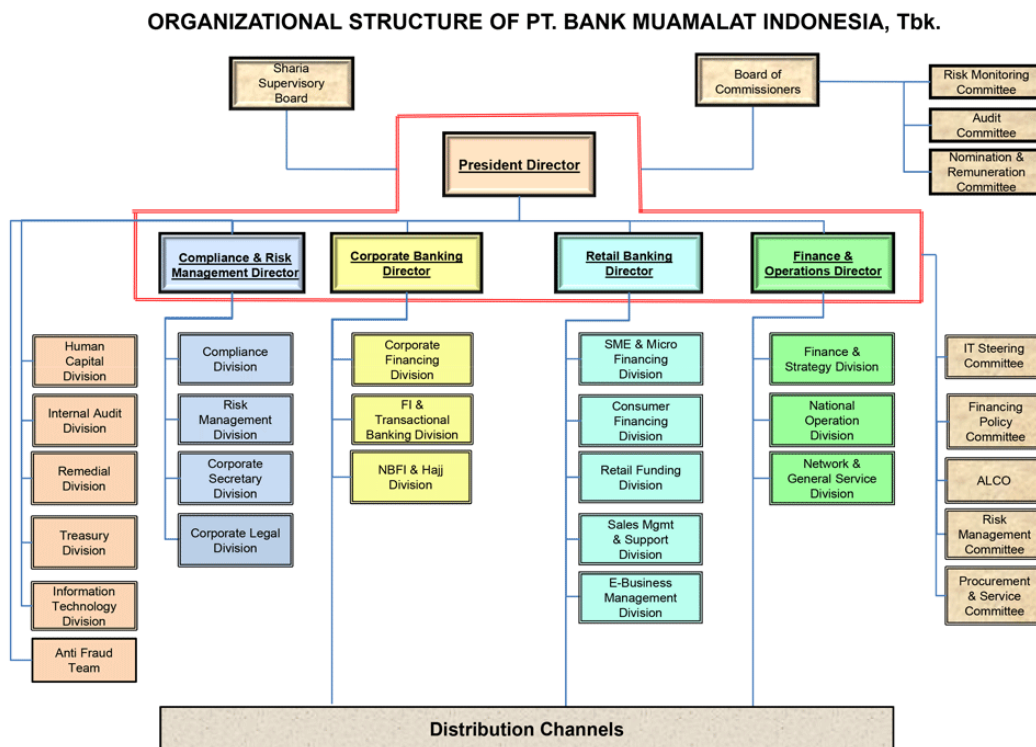 ORGANIZATIONAL STRUCTURE OF PT. BANK MUAMALAT INDONESIA, Tbk.
Sharia
Supervisory
Board
Board of
Commissioners
Risk Monitoring
Committee
Audit
Committee
Nomination &
Remuneration
Committee
President Director
Compliance & Risk
Management Director
Corporate Banking
Director
Retail Banking
Director
Finance &
Operations Director
Human
Capital
Division
Internal Audit
Division
Remedial
Division
Treasury
Division
Information
Technology
Division
Anti Fraud
Team
Compliance
Division
Risk
Management
Division
Corporate
Secretary
Division
Corporate Legal
Division
Corporate
Financing
Division
FI &
Transactional
Banking Division
NBFI & Hajj
Division
SME & Micro
Financing
Division
Consumer
Financing
Division
Retail Funding
Division
Sales Mgmt
& Support
Division
E-Business
Management
Division
Finance &
Strategy Division
National
Operation
Division
Network &
General Service
Division
IT Steering
Committee
Financing
Policy
Committee
ALCO
Risk
Management
Committee
Procurement
& Service
Committee
Distribution Channels